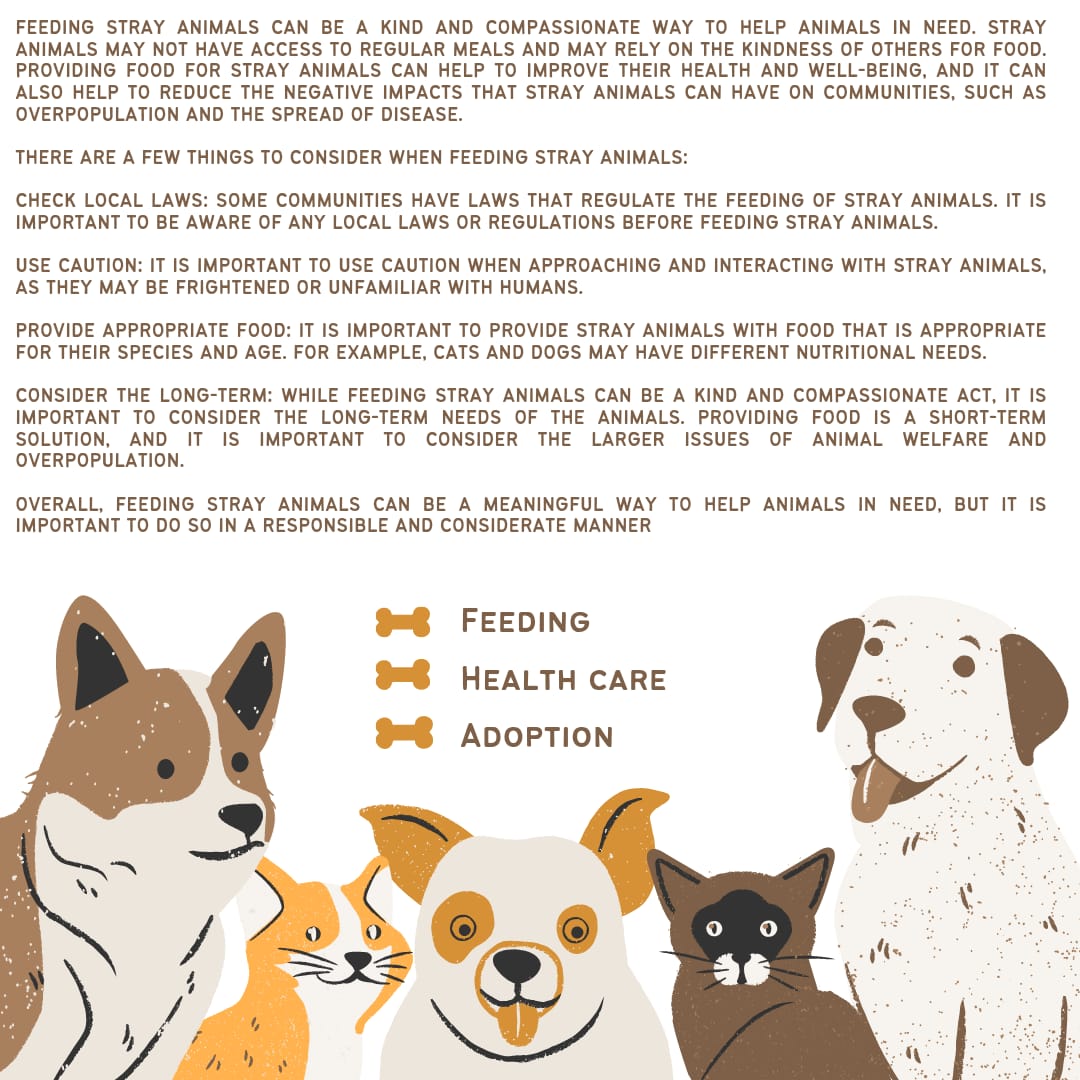 FEEDING STRAY ANIMALS CAN BE A KIND AND COMPASSIONATE WAY TO HELP ANIMALS IN NEED. STRAY
ANIMALS MAY NOT HAVE ACCESS TO REGULAR MEALS AND MAY RELY ON THE KINDNESS OF OTHERS FOR FOOD.
PROVIDING FOOD FOR STRAY ANIMALS CAN HELP TO IMPROVE THEIR HEALTH AND WELL-BEING, AND IT CAN
ALSO HELP TO REDUCE THE NEGATIVE IMPACTS THAT STRAY ANIMALS CAN HAVE ON COMMUNITIES, SUCH AS
OVERPOPULATION AND THE SPREAD OF DISEASE.
THERE ARE A FEW THINGS TO CONSIDER WHEN FEEDING STRAY ANIMALS:
CHECK LOCAL LAWS: SOME COMMUNITIES HAVE LAWS THAT REGULATE THE FEEDING OF STRAY ANIMALS. IT IS
IMPORTANT TO BE AWARE OF ANY LOCAL LAWS OR REGULATIONS BEFORE FEEDING STRAY ANIMALS.
USE CAUTION: IT IS IMPORTANT TO USE CAUTION WHEN APPROACHING AND INTERACTING WITH STRAY ANIMALS,
AS THEY MAY BE FRIGHTENED OR UNFAMILIAR WITH HUMANS.
PROVIDE APPROPRIATE FOOD: IT IS IMPORTANT TO PROVIDE STRAY ANIMALS WITH FOOD THAT IS APPROPRIATE
FOR THEIR SPECIES AND AGE. FOR EXAMPLE, CATS AND DOGS MAY HAVE DIFFERENT NUTRITIONAL NEEDS.
CONSIDER THE LONG-TERM: WHILE FEEDING STRAY ANIMALS CAN BE A KIND AND COMPASSIONATE ACT, IT IS
IMPORTANT TO CONSIDER THE LONG-TERM NEEDS OF THE ANIMALS. PROVIDING FOOD IS A SHORT-TERM
SOLUTION, AND IT IS IMPORTANT TO CONSIDER THE LARGER ISSUES OF ANIMAL WELFARE AND
OVERPOPULATION.
OVERALL, FEEDING STRAY ANIMALS CAN BE A MEANINGFUL WAY TO HELP ANIMALS IN NEED, BUT IT IS
IMPORTANT TO DO SO IN A RESPONSIBLE AND CONSIDERATE MANNER
FEEDING
HEALTH CARE
ADOPTION